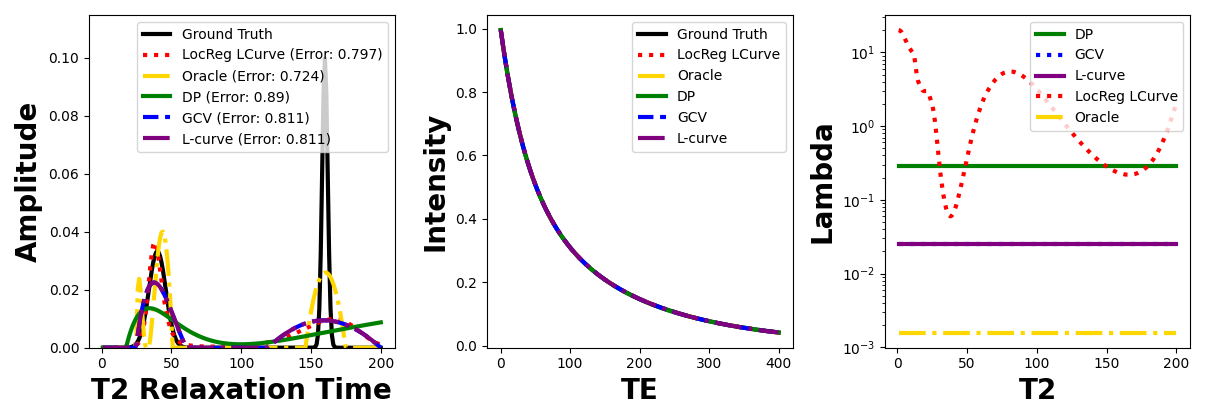 Amplitude
0.10
0.08
0.06
0.04
0.02
0.00
0
50
100
150
200
T2 Relaxation Time
Ground Truth
LocReg LCurve (Error: 0.797)
Oracle (Error: 0.724)
DP (Error: 0.89)
GCV (Error: 0.811)
L-curve (Error: 0.811)
Intensity
1.0
0.8
0.6
0.4
0.2
0.0
0
100
200
300
400
TE
Ground Truth
LocReg LCurve
Oracle
DP
GCV
L-curve
Lambda
10¹
10⁰
10⁻¹
10⁻²
10⁻³
0
50
100
150
200
T2
DP
GCV
L-curve
LocReg LCurve
Oracle